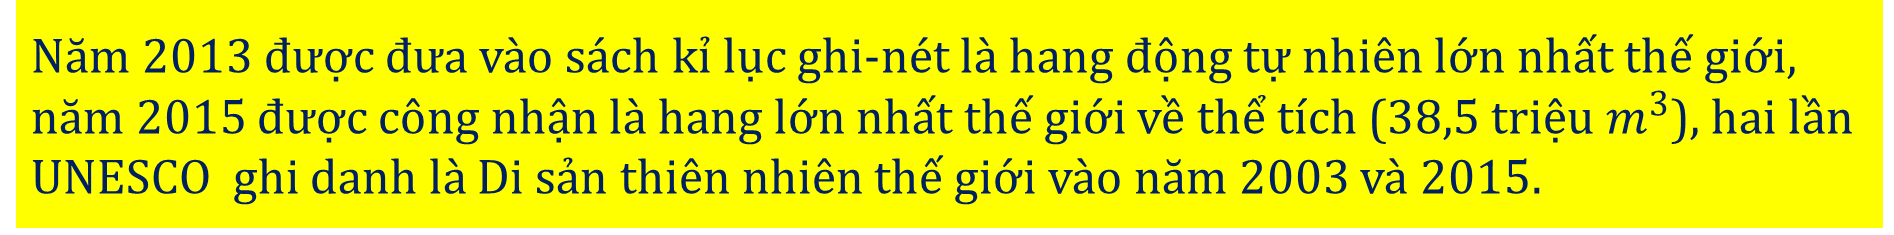 Năm 2013 được đưa vào sách kỉ lục ghi-nét là hang động tự nhiên lớn nhất thế giới,
năm 2015 được công nhận là hang lớn nhất thế giới về thể tích (38,5 triệu m³), hai lần
UNESCO  ghi danh là Di sản thiên nhiên thế giới vào năm 2003 và 2015.